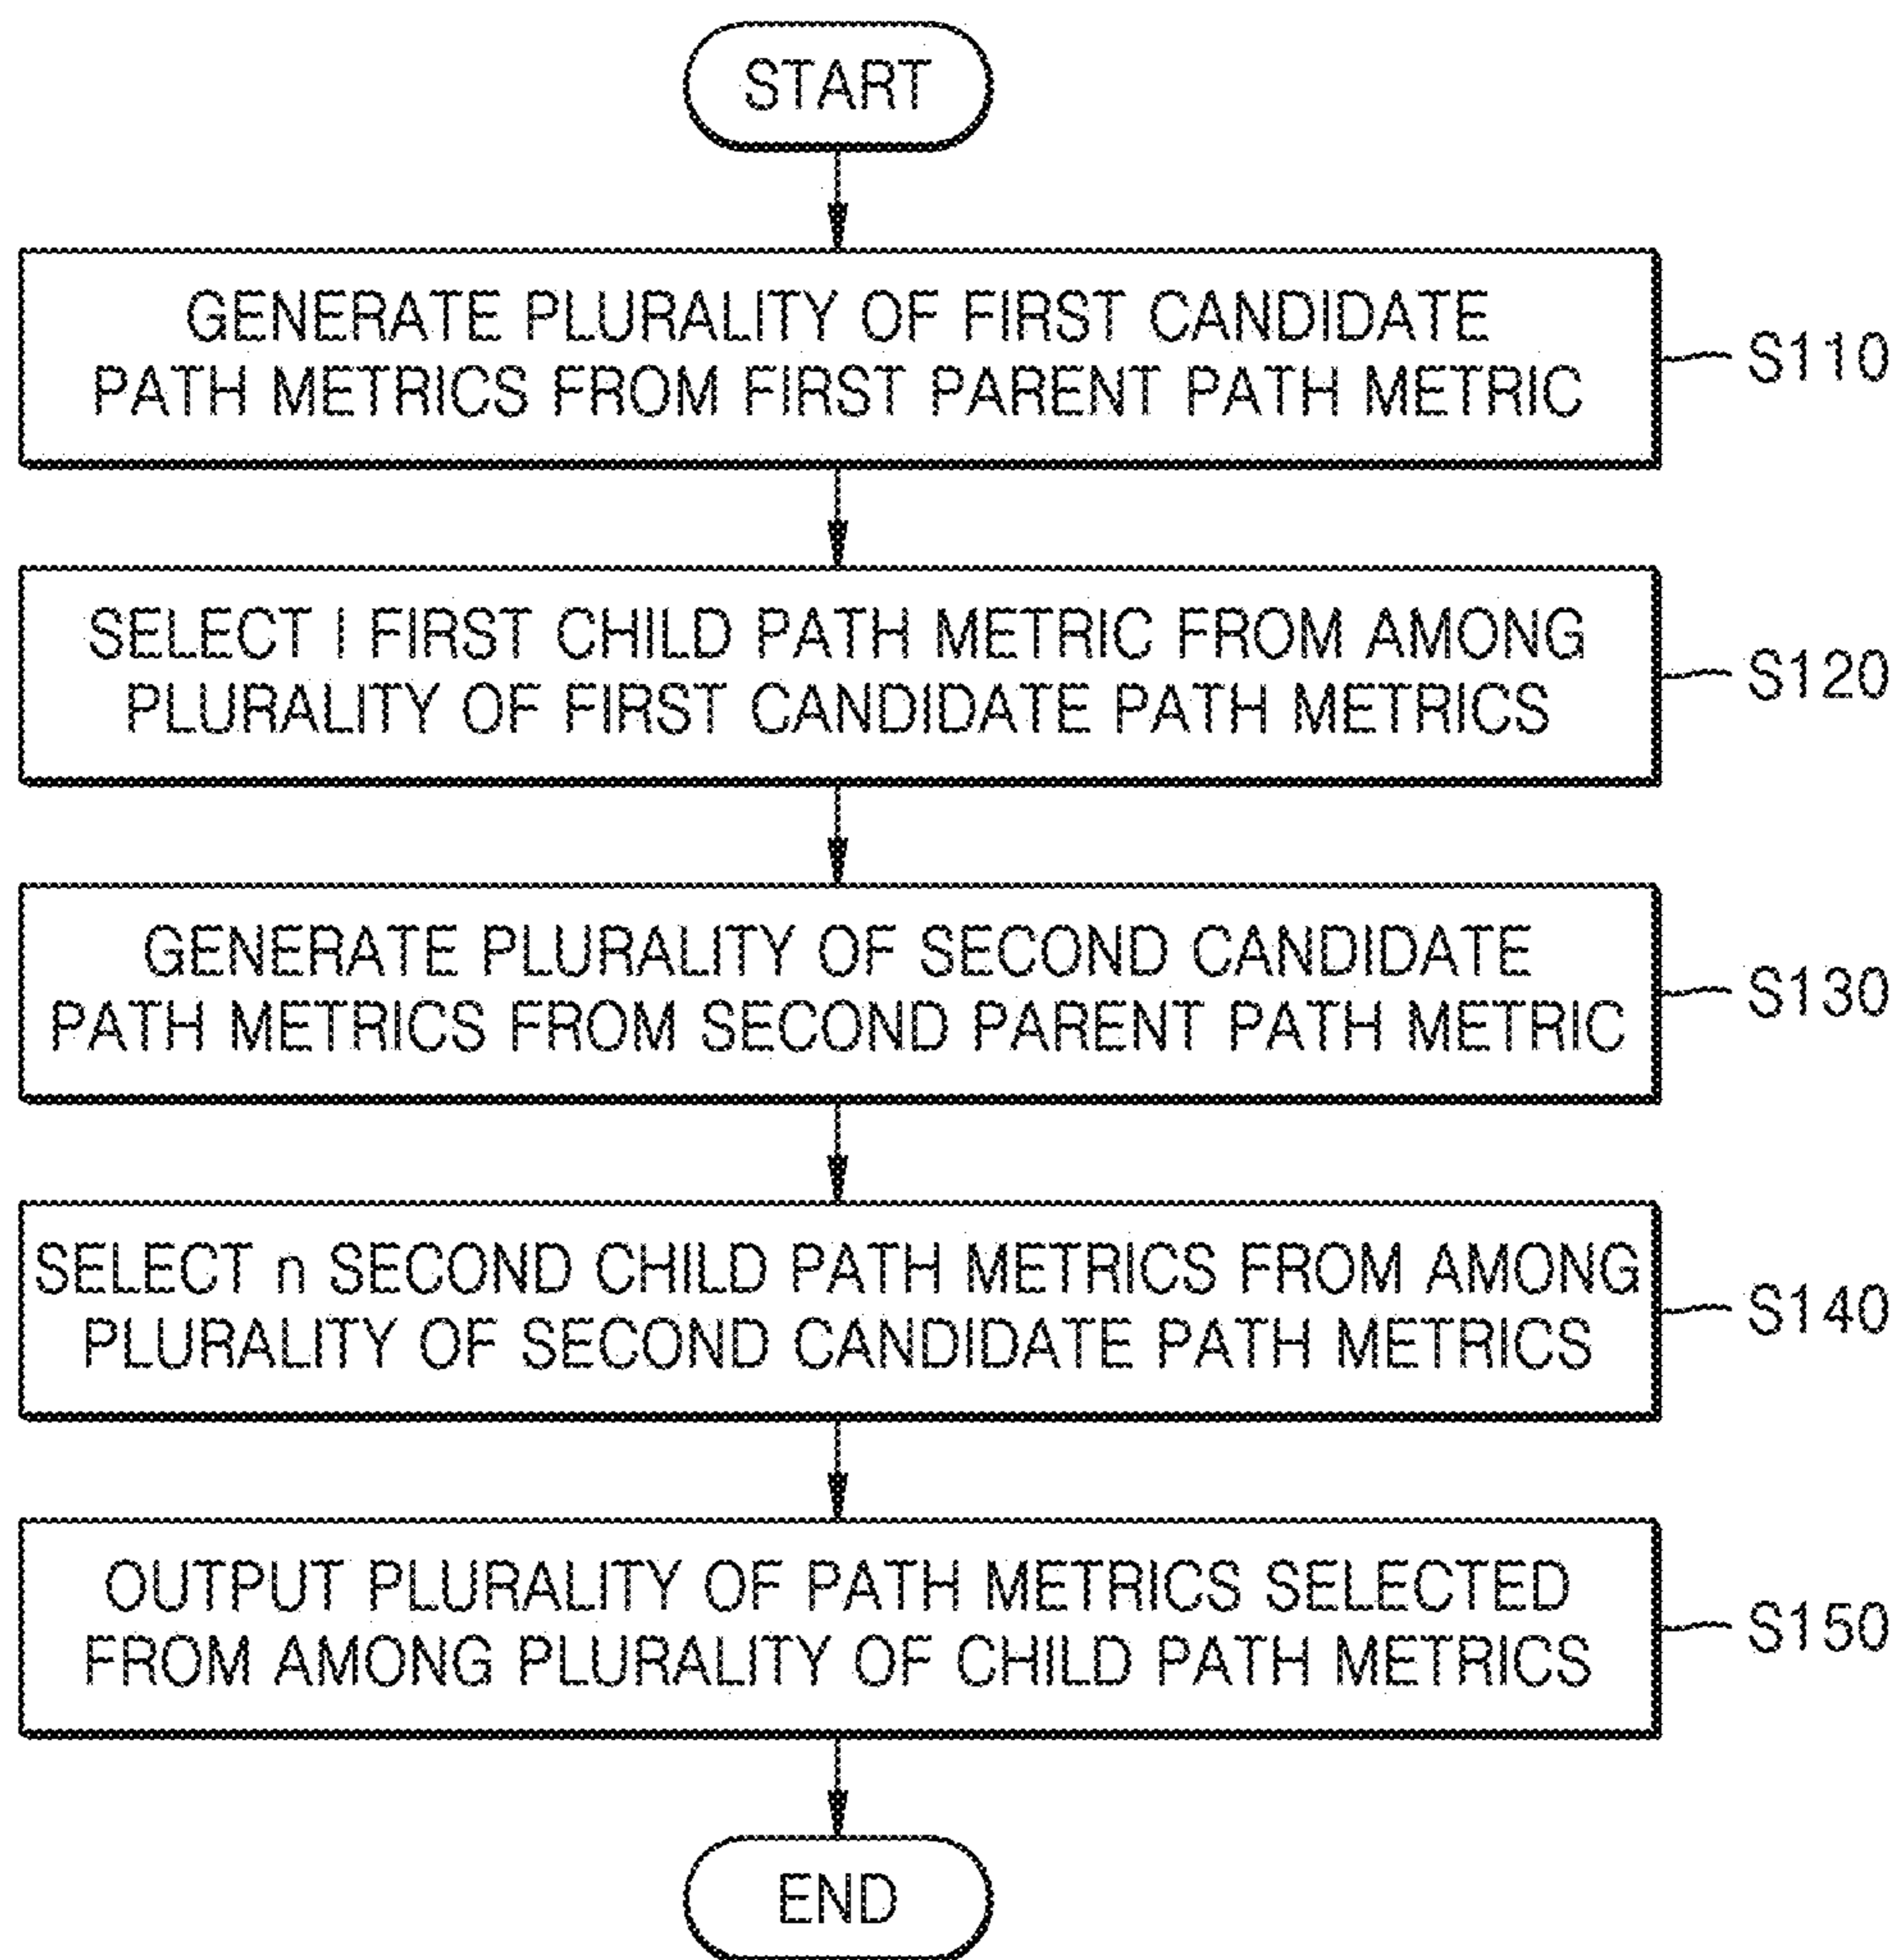 START
GENERATE PLURALITY OF FIRST CANDIDATE
PATH METRICS FROM FIRST PARENT PATH METRIC
S110
SELECT l FIRST CHILD PATH METRIC FROM AMONG
PLURALITY OF FIRST CANDIDATE PATH METRICS
S120
GENERATE PLURALITY OF SECOND CANDIDATE
PATH METRICS FROM SECOND PARENT PATH METRIC
S130
SELECT n SECOND CHILD PATH METRICS FROM AMONG
PLURALITY OF SECOND CANDIDATE PATH METRICS
S140
OUTPUT PLURALITY OF PATH METRICS SELECTED
FROM AMONG PLURALITY OF CHILD PATH METRICS
S150
END